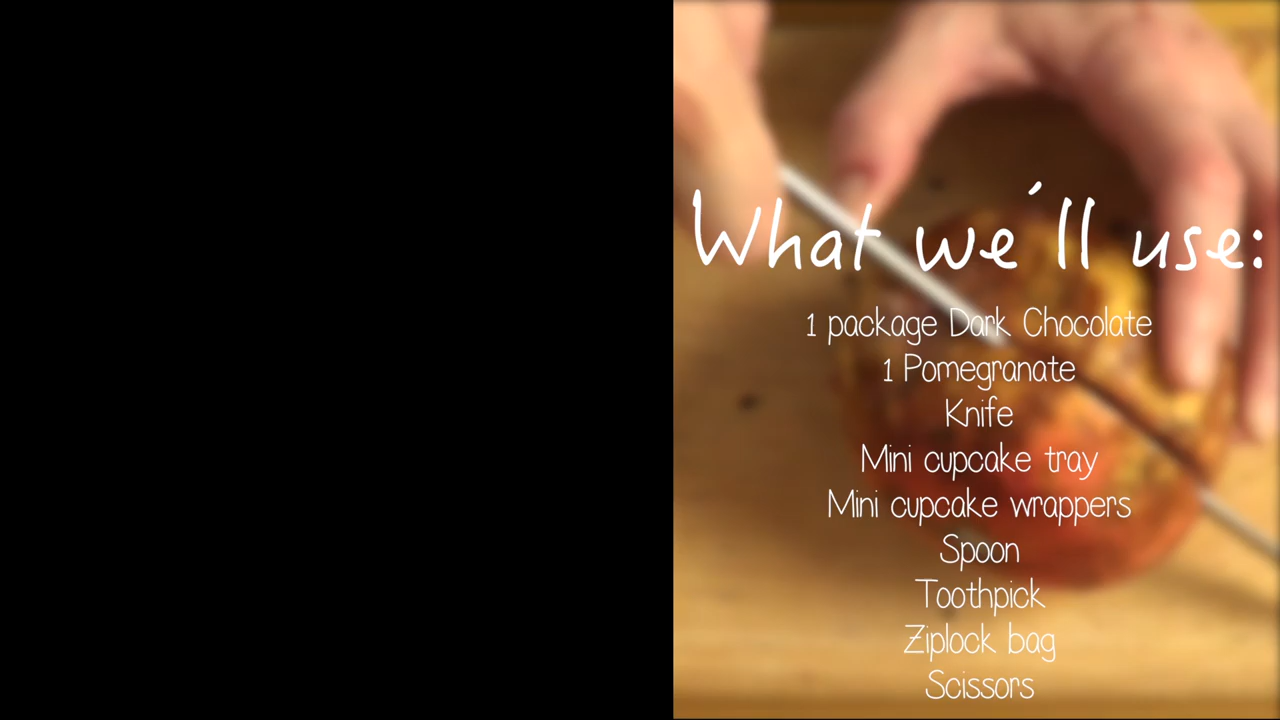 What we´ll use:
1 package Dark Chocolate
1 Pomegranate
Knife
Mini cupcake tray
Mini cupcake wrappers
Spoon
Toothpick
Ziplock bag
Scissors